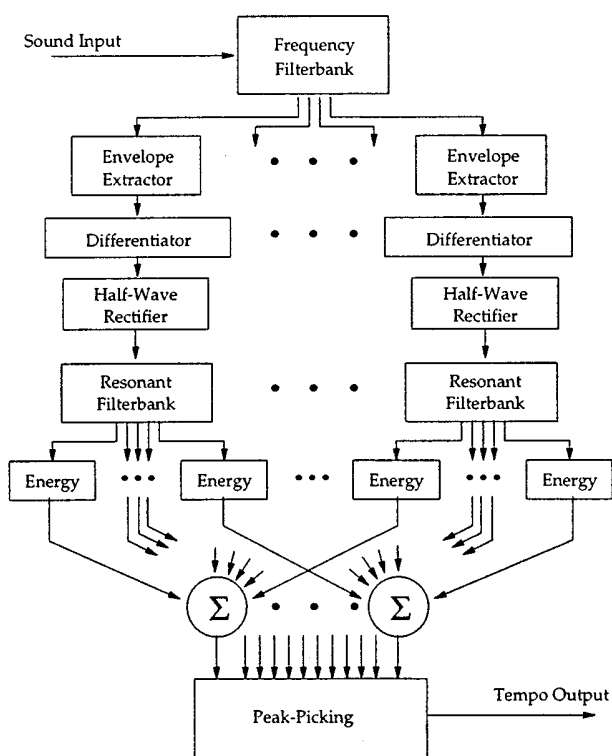 Sound Input
Frequency
Filterbank
Envelope
Extractor
Envelope
Extractor
Differentiator
Differentiator
Half-Wave
Rectifier
Half-Wave
Rectifier
Resonant
Filterbank
Resonant
Filterbank
Energy
Energy
Energy
Energy
Σ
Σ
Peak-Picking
Tempo Output